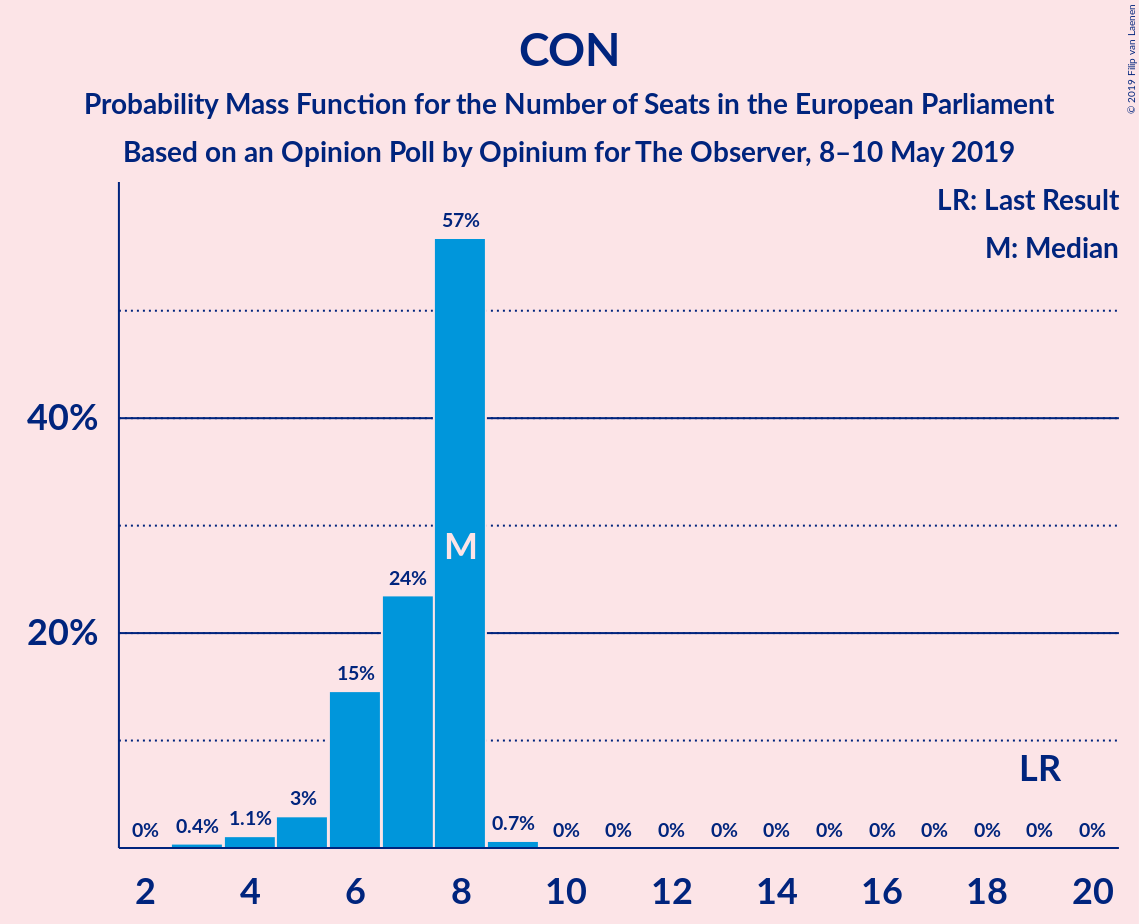 CON
Probability Mass Function for the Number of Seats in the European Parliament
Based on an Opinion Poll by Opinium for The Observer, 8–10 May 2019
© 2019 Filip van Laenen
LR: Last Result
M: Median
57%
40%
M
24%
20%
15%
LR
3%
0% 0.4% 1.1% 0.7% 0% 0% 0% 0% 0% 0% 0% 0% 0% 0% 0%
2 4 6 8 10 12 14 16 18 20